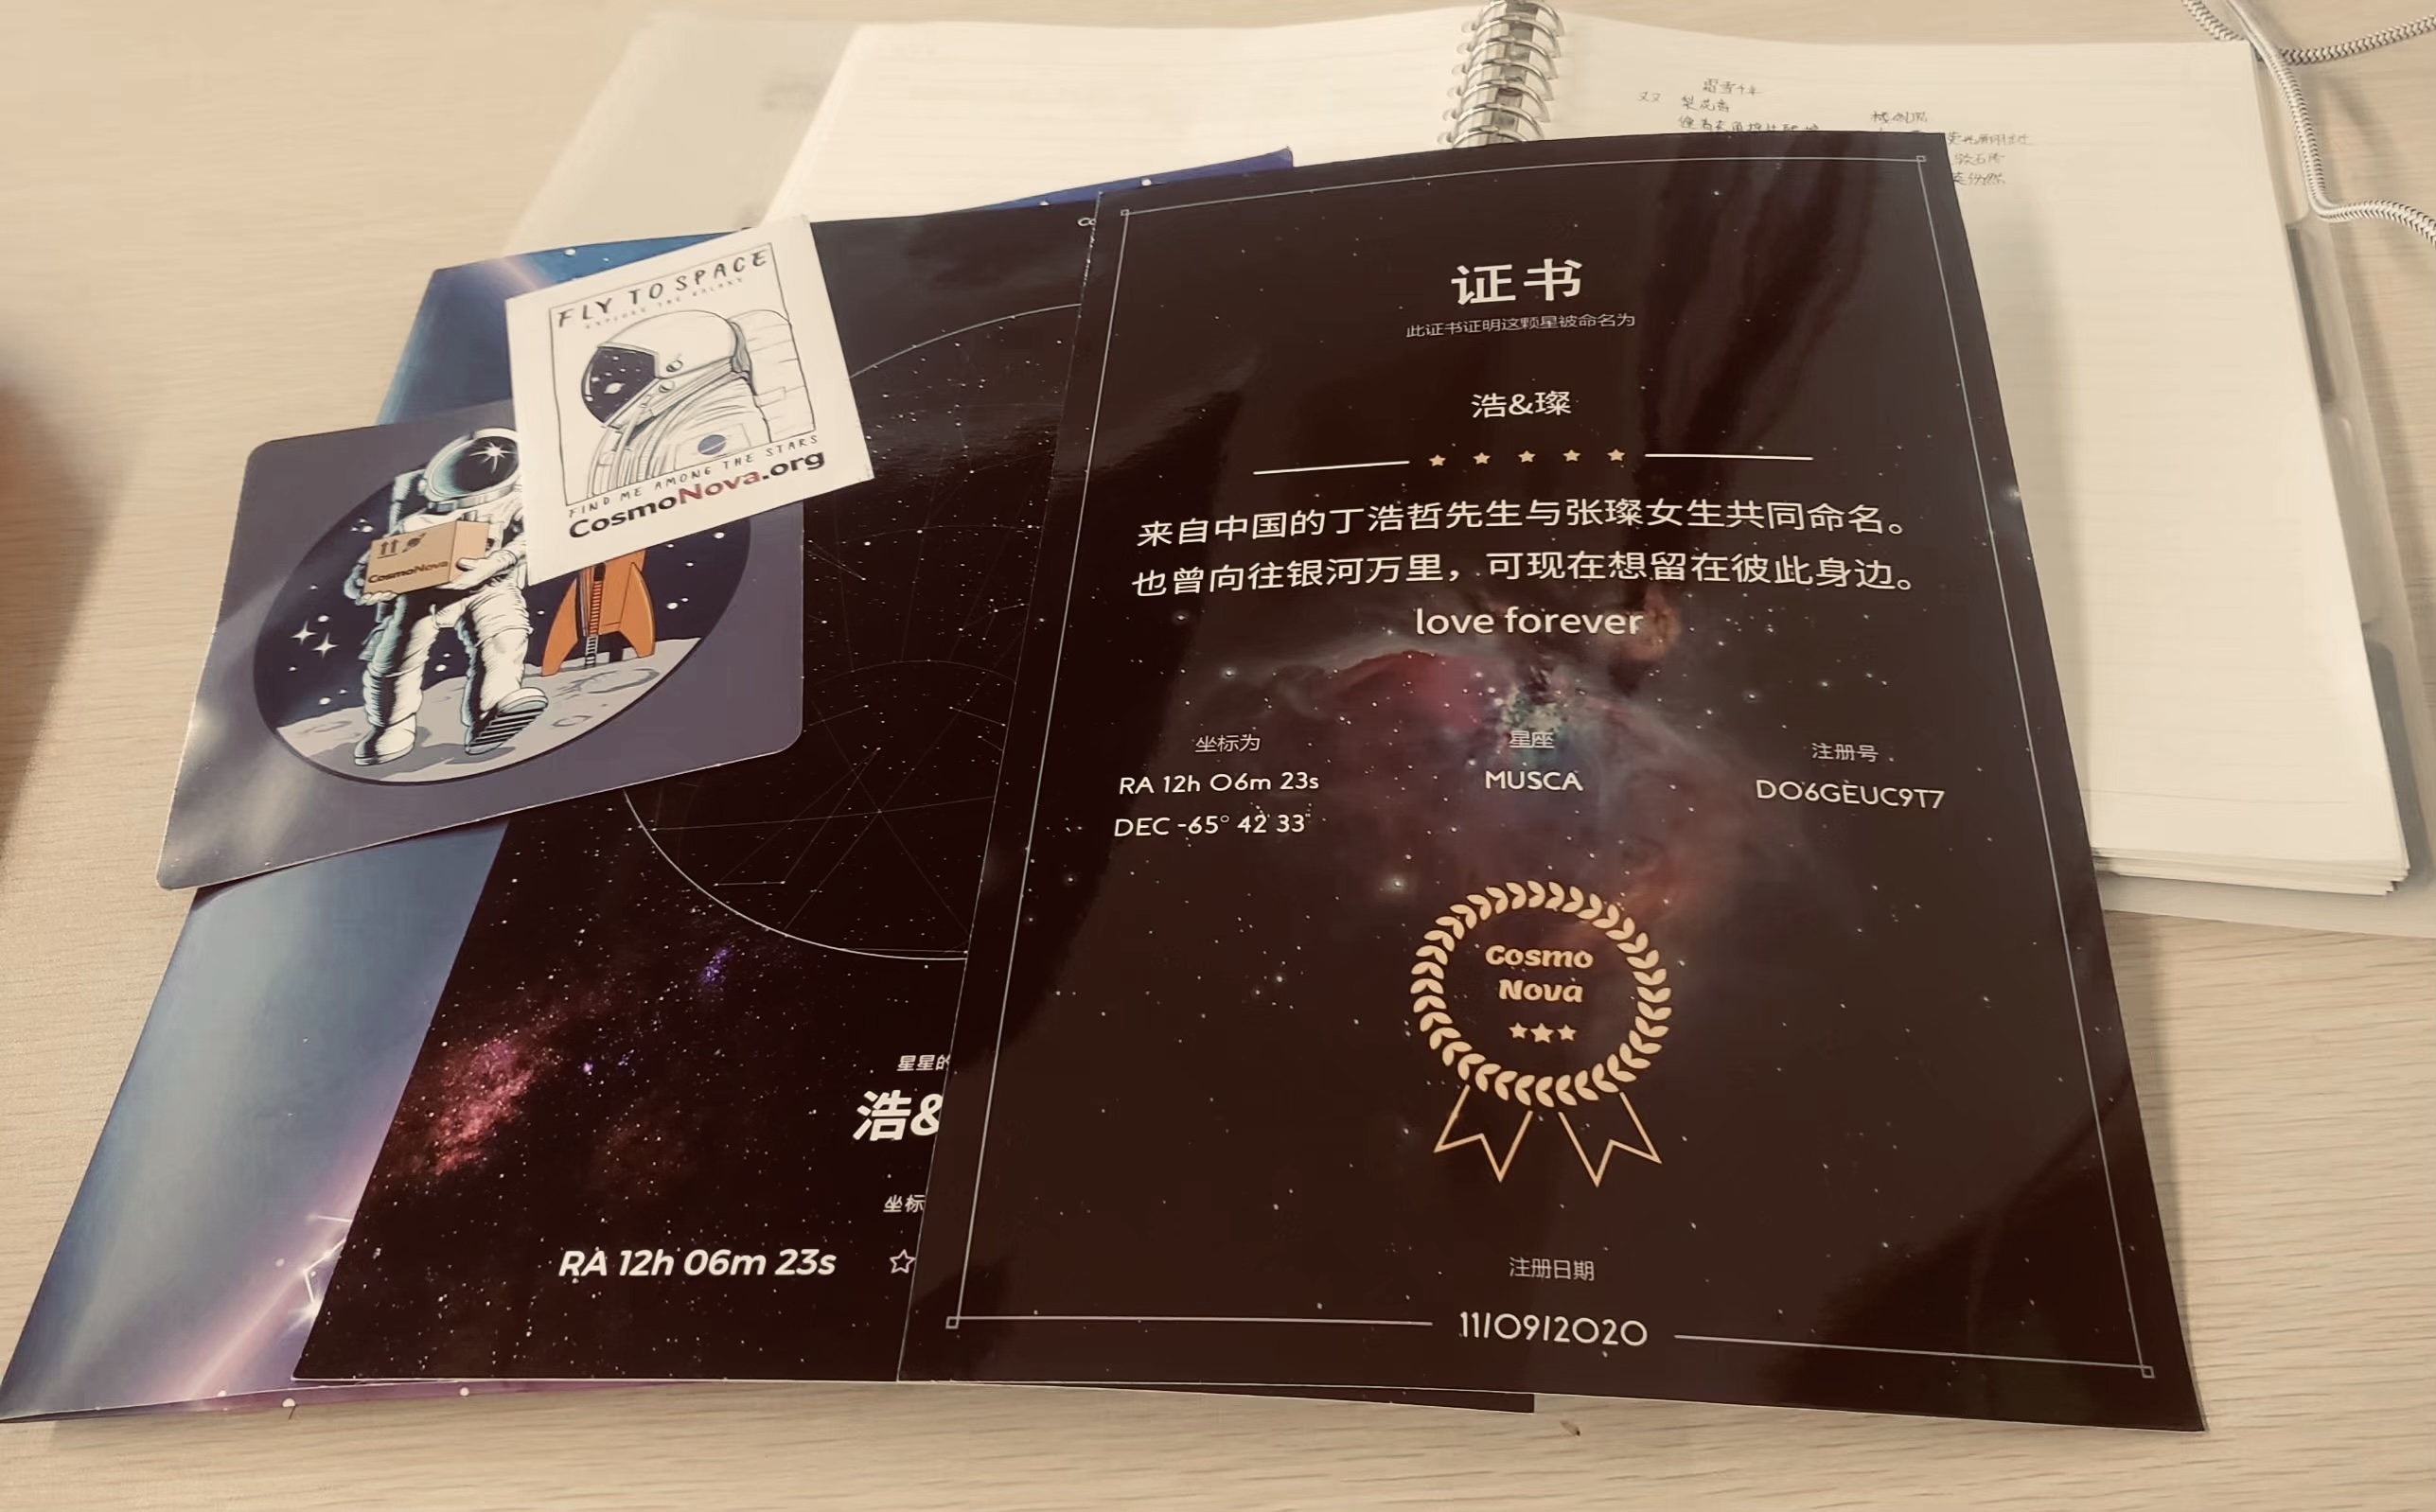 双 梨花香
FLY TO SPACE
EXPLORE THE GALAXY
FIND ME AMONG THE STARS
CosmoNova.org
CosmoNova
星星的
浩&
坐标
RA 12h 06m 23s
证书
此证书证明这颗星被命名为
浩&璨
来自中国的丁浩哲先生与张璨女生共同命名。
也曾向往银河万里，可现在想留在彼此身边。
love forever
坐标为
RA 12h 06m 23s
DEC -65° 42' 33"
星座
MUSCA
注册号
DO6GEUC9T7
Cosmo
Nova
注册日期
11/09/2020